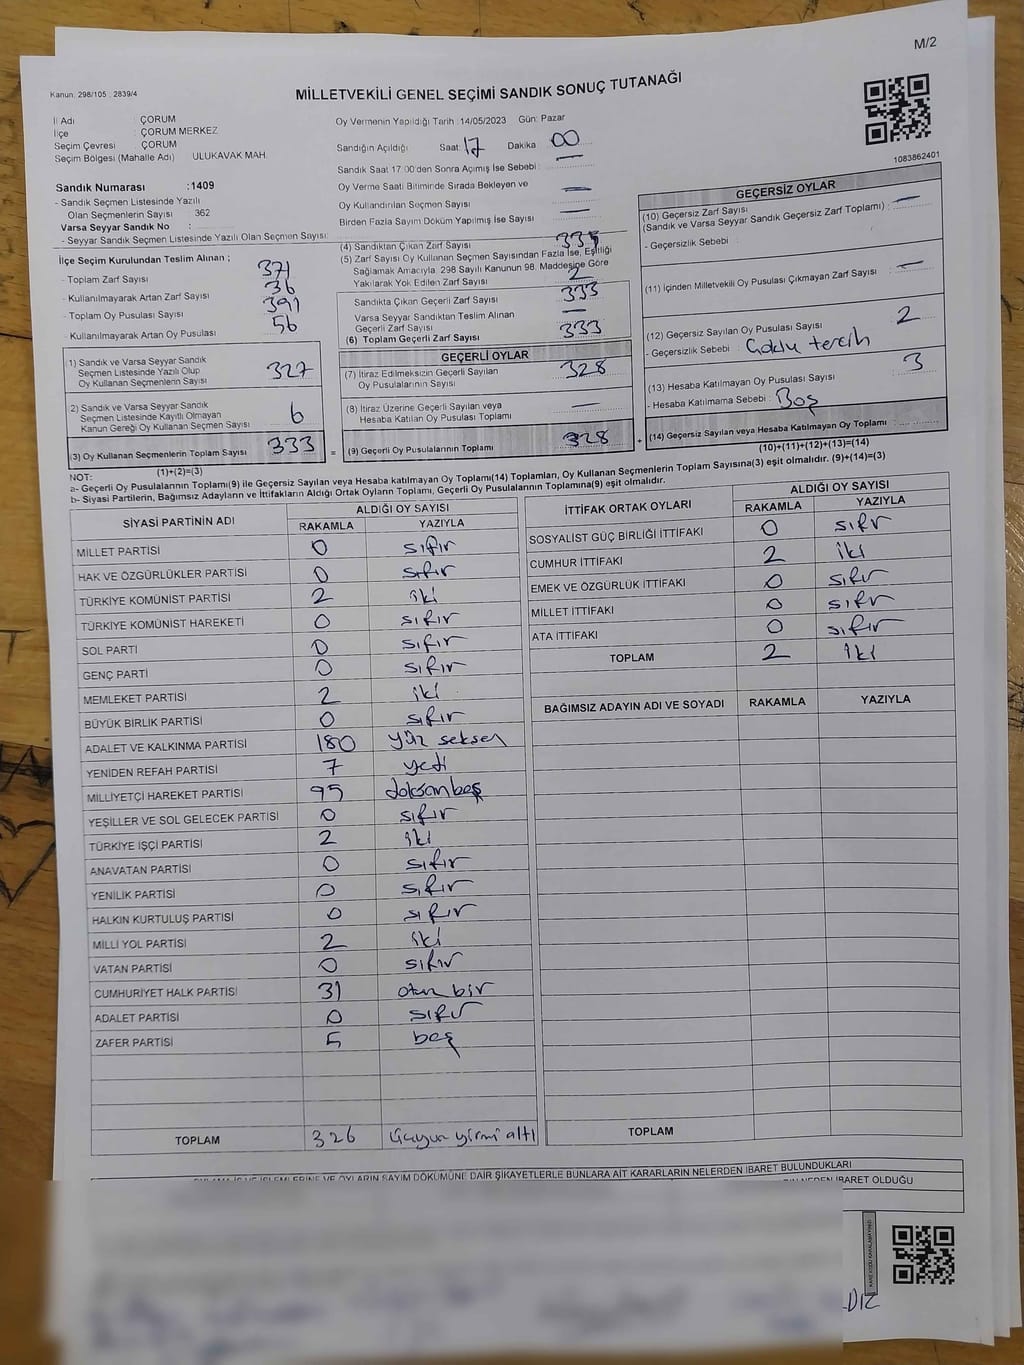 M/2
Kanun: 298/105 , 2839/4
MİLLETVEKİLİ GENEL SEÇİMİ SANDIK SONUÇ TUTANAĞI
İl Adı : ÇORUM
İlçe : ÇORUM MERKEZ
Seçim Çevresi : ÇORUM
Seçim Bölgesi (Mahalle Adı) : ULUKAVAK MAH.
Sandık Numarası : 1409
- Sandık Seçmen Listesinde Yazılı
Olan Seçmenlerin Sayısı : 362
Varsa Seyyar Sandık No :
- Seyyar Sandık Seçmen Listesinde Yazılı Olan Seçmen Sayısı:
İlçe Seçim Kurulundan Teslim Alınan ;
- Toplam Zarf Sayısı : 371
- Kullanılmayarak Artan Zarf Sayısı : 36
- Toplam Oy Pusulası Sayısı : 391
- Kullanılmayarak Artan Oy Pusulası : 56
1) Sandık ve Varsa Seyyar Sandık
Seçmen Listesinde Yazılı Olup
Oy Kullanan Seçmenlerin Sayısı : 327
2) Sandık ve Varsa Seyyar Sandık
Seçmen Listesinde Kayıtlı Olmayan
Kanun Gereği Oy Kullanan Seçmen Sayısı : 6
(3) Oy Kullanan Seçmenlerin Toplam Sayısı : 333
(1)+(2)=(3)
Oy Vermenin Yapıldığı Tarih :14/05/2023 Gün: Pazar
Sandığın Açıldığı Saat: 17 Dakika 00
Sandık Saat 17:00'den Sonra Açılmış İse Sebebi : —
Oy Verme Saati Bitiminde Sırada Bekleyen ve
Oy Kullandırılan Seçmen Sayısı : —
Birden Fazla Sayım Döküm Yapılmış İse Sayısı : —
(4) Sandıktan Çıkan Zarf Sayısı : 335
(5) Zarf Sayısı Oy Kullanan Seçmen Sayısından Fazla İse, Eşitliği
Sağlamak Amacıyla, 298 Sayılı Kanunun 98. Maddesine Göre
Yakılarak Yok Edilen Zarf Sayısı : 2
Sandıkta Çıkan Geçerli Zarf Sayısı : 333
Varsa Seyyar Sandıktan Teslim Alınan
Geçerli Zarf Sayısı : —
(6) Toplam Geçerli Zarf Sayısı : 333
GEÇERLİ OYLAR
(7) İtiraz Edilmeksizin Geçerli Sayılan
Oy Pusulalarının Sayısı : 328
(8) İtiraz Üzerine Geçerli Sayılan veya
Hesaba Katılan Oy Pusulası Toplamı : —
= (9) Geçerli Oy Pusulalarının Toplamı : 328 +
1083862401
GEÇERSİZ OYLAR
(10) Geçersiz Zarf Sayısı
(Sandık ve Varsa Seyyar Sandık Geçersiz Zarf Toplamı) : —
- Geçersizlik Sebebi :
(11) İçinden Milletvekili Oy Pusulası Çıkmayan Zarf Sayısı : —
(12) Geçersiz Sayılan Oy Pusulası Sayısı : 2
- Geçersizlik Sebebi : Çoklu tercih
(13) Hesaba Katılmayan Oy Pusulası Sayısı : 3
- Hesaba Katılmama Sebebi : Boş
(14) Geçersiz Sayılan veya Hesaba Katılmayan Oy Toplamı :
(10)+(11)+(12)+(13)=(14)
NOT:
a- Geçerli Oy Pusulalarının Toplamı(9) ile Geçersiz Sayılan veya Hesaba Katılmayan Oy Toplamı(14) Toplamları, Oy Kullanan Seçmenlerin Toplam Sayısına(3) eşit olmalıdır. (9)+(14)=(3)
b- Siyasi Partilerin, Bağımsız Adayların ve İttifakların Aldığı Ortak Oyların Toplamı, Geçerli Oy Pusulalarının Toplamına(9) eşit olmalıdır.
SİYASİ PARTİNİN ADI ALDIĞI OY SAYISI
RAKAMLA YAZIYLA
MİLLET PARTİSİ 0 sıfır
HAK VE ÖZGÜRLÜKLER PARTİSİ 0 sıfır
TÜRKİYE KOMÜNİST PARTİSİ 2 iki
TÜRKİYE KOMÜNİST HAREKETİ 0 sıfır
SOL PARTİ 0 sıfır
GENÇ PARTİ 0 sıfır
MEMLEKET PARTİSİ 2 iki
BÜYÜK BİRLİK PARTİSİ 0 sıfır
ADALET VE KALKINMA PARTİSİ 180 yüz seksen
YENİDEN REFAH PARTİSİ 7 yedi
MİLLİYETÇİ HAREKET PARTİSİ 95 doksanbeş
YEŞİLLER VE SOL GELECEK PARTİSİ 0 sıfır
TÜRKİYE İŞÇİ PARTİSİ 2 iki
ANAVATAN PARTİSİ 0 sıfır
YENİLİK PARTİSİ 0 sıfır
HALKIN KURTULUŞ PARTİSİ 0 sıfır
MİLLİ YOL PARTİSİ 2 iki
VATAN PARTİSİ 0 sıfır
CUMHURİYET HALK PARTİSİ 31 otuz bir
ADALET PARTİSİ 0 sıfır
ZAFER PARTİSİ 5 beş
TOPLAM 326 üçyüz yirmi altı
İTTİFAK ORTAK OYLARI ALDIĞI OY SAYISI
RAKAMLA YAZIYLA
SOSYALİST GÜÇ BİRLİĞİ İTTİFAKI 0 sıfır
CUMHUR İTTİFAKI 2 iki
EMEK VE ÖZGÜRLÜK İTTİFAKI 0 sıfır
MİLLET İTTİFAKI 0 sıfır
ATA İTTİFAKI 0 sıfır
TOPLAM 2 iki
BAĞIMSIZ ADAYIN ADI VE SOYADI RAKAMLA YAZIYLA
TOPLAM
OYLARIN SAYIM DÖKÜMÜNE DAİR ŞİKAYETLERLE BUNLARA AİT KARARLARIN NELERDEN İBARET BULUNDUKLARI
NEDEN İBARET OLDUĞU
KARE KODU KARALAMAYINIZ!